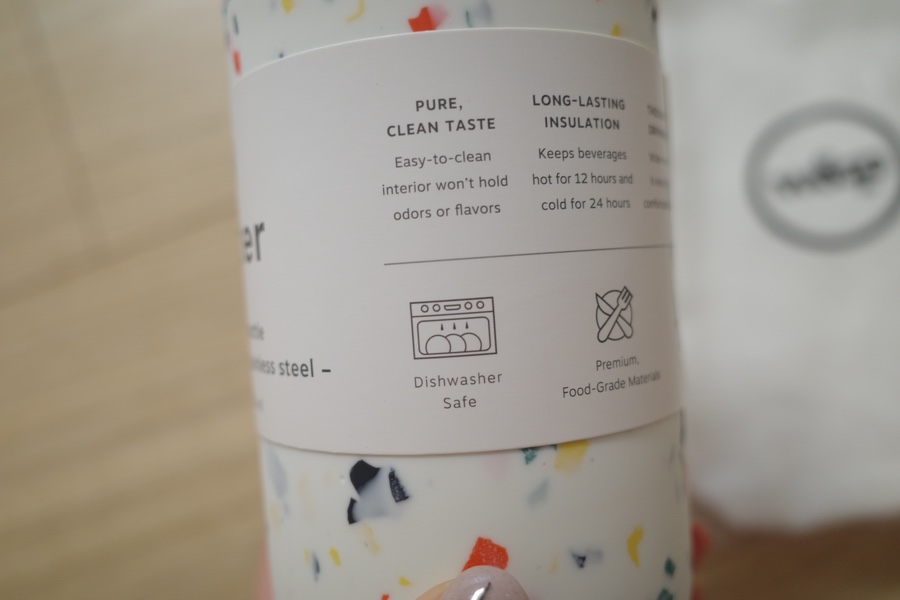 PURE,
CLEAN TASTE
Easy-to-clean
interior won't hold
odors or flavors
LONG-LASTING
INSULATION
Keeps beverages
hot for 12 hours and
cold for 24 hours
er
steel –
Dishwasher
Safe
Premium,
Food-Grade Materials